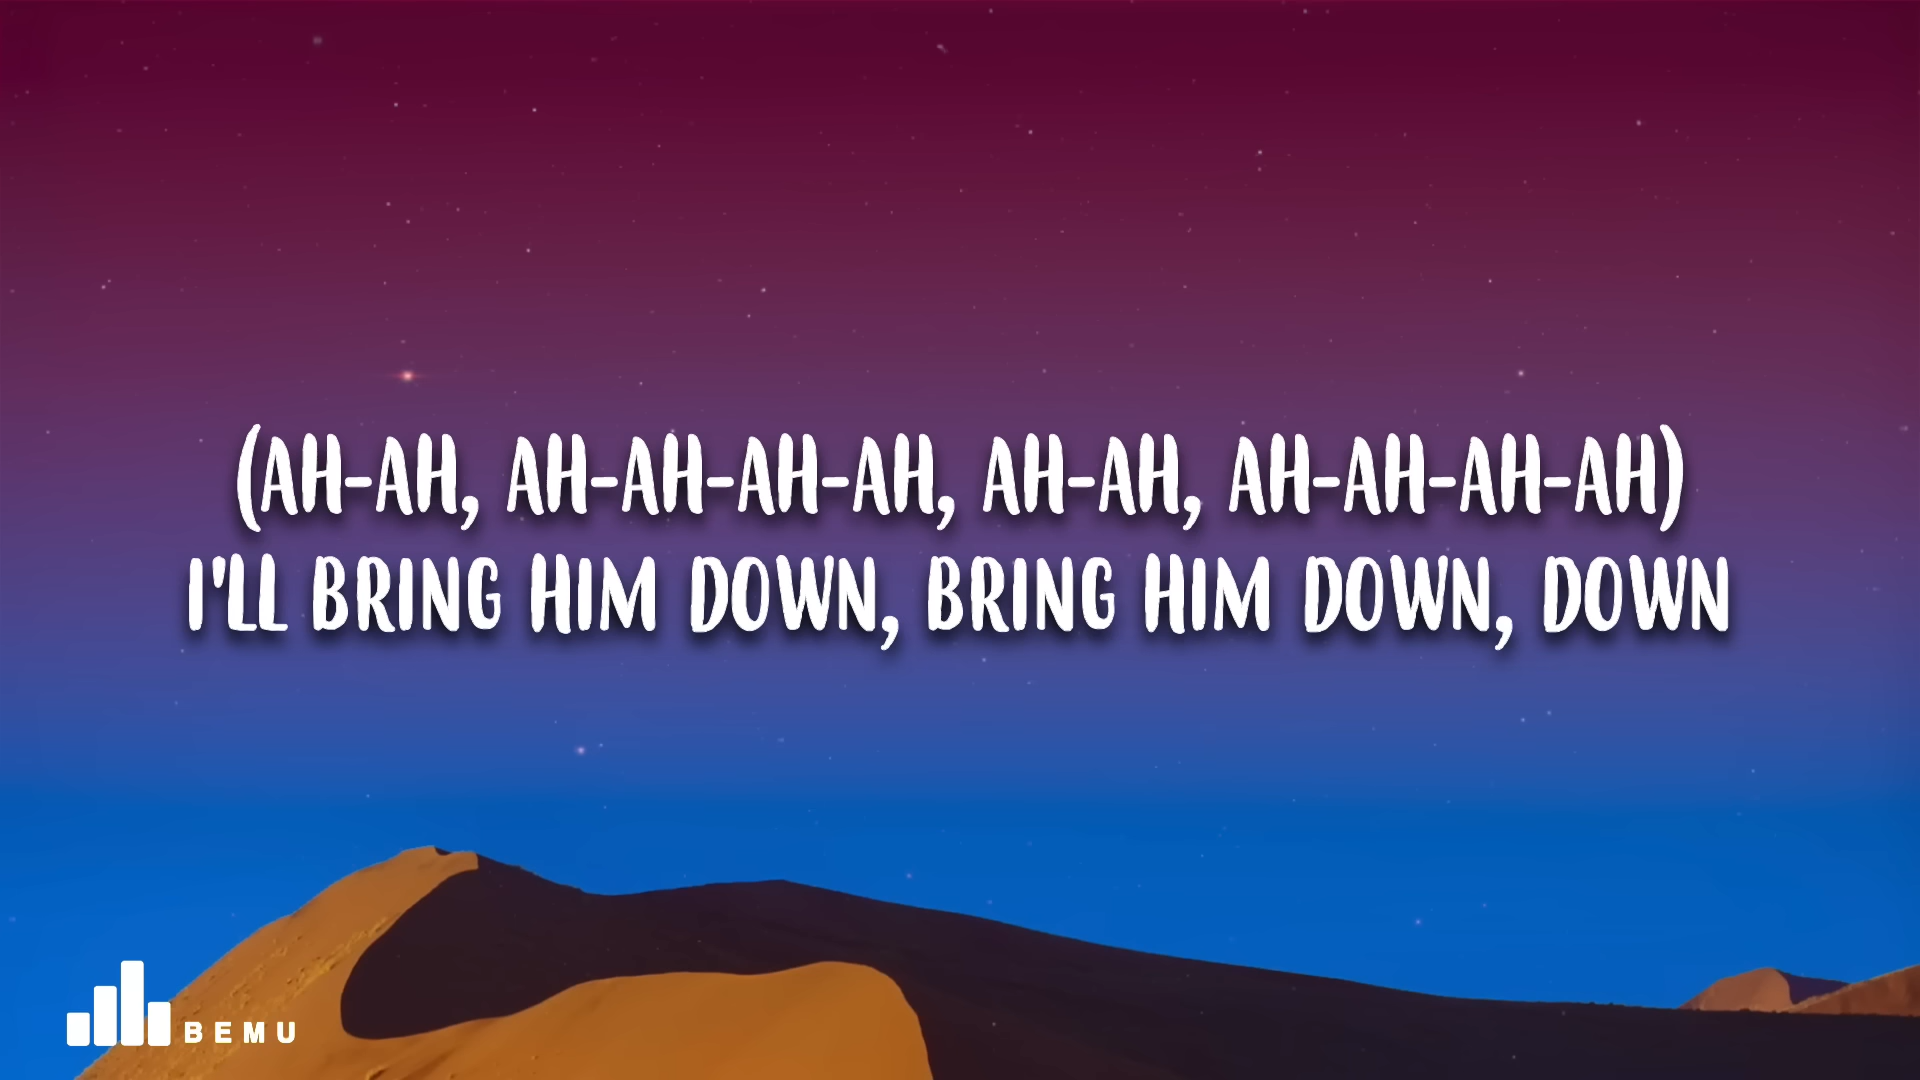 (AH-AH, AH-AH-AH-AH, AH-AH, AH-AH-AH-AH)
I'LL BRING HIM DOWN, BRING HIM DOWN, DOWN
BEMU